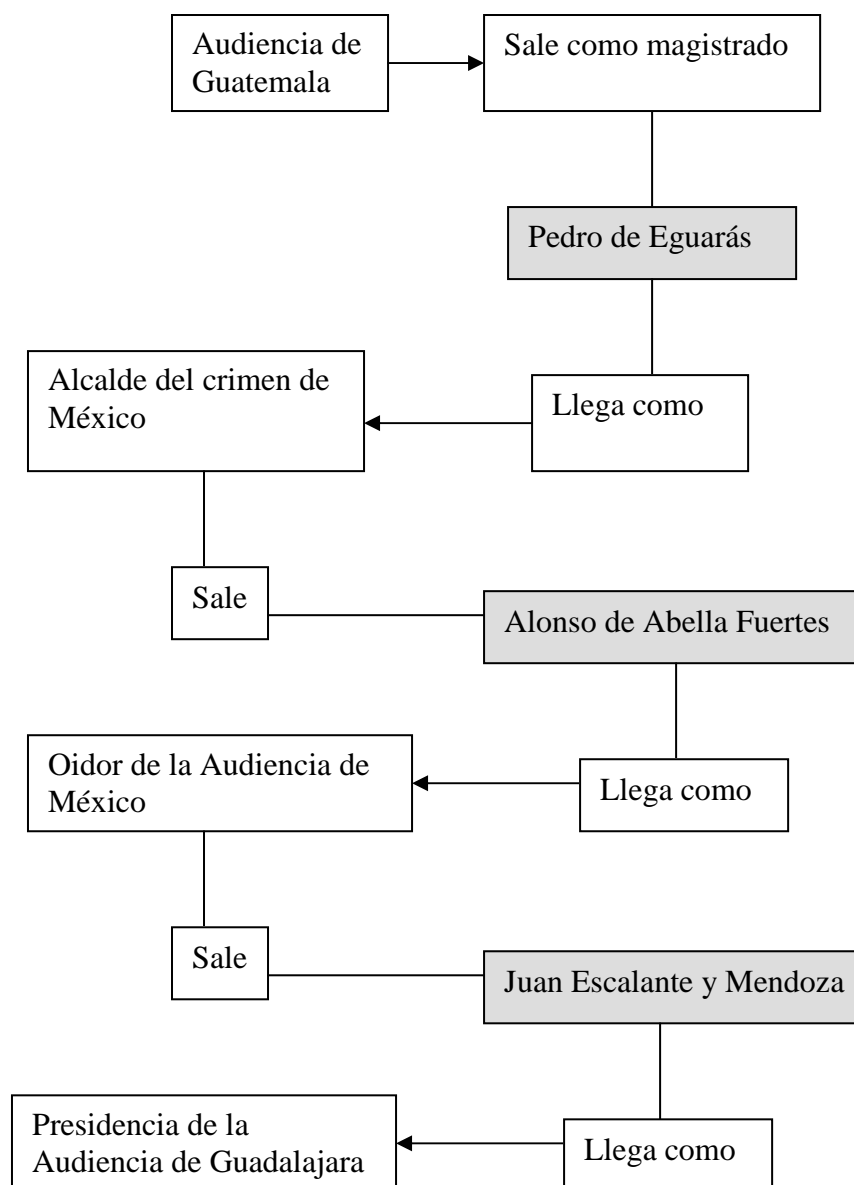 Audiencia de
Guatemala
Sale como magistrado
Pedro de Eguarás
Alcalde del crimen de
México
Llega como
Sale
Alonso de Abella Fuertes
Oidor de la Audiencia de
México
Llega como
Sale
Juan Escalante y Mendoza
Presidencia de la
Audiencia de Guadalajara
Llega como